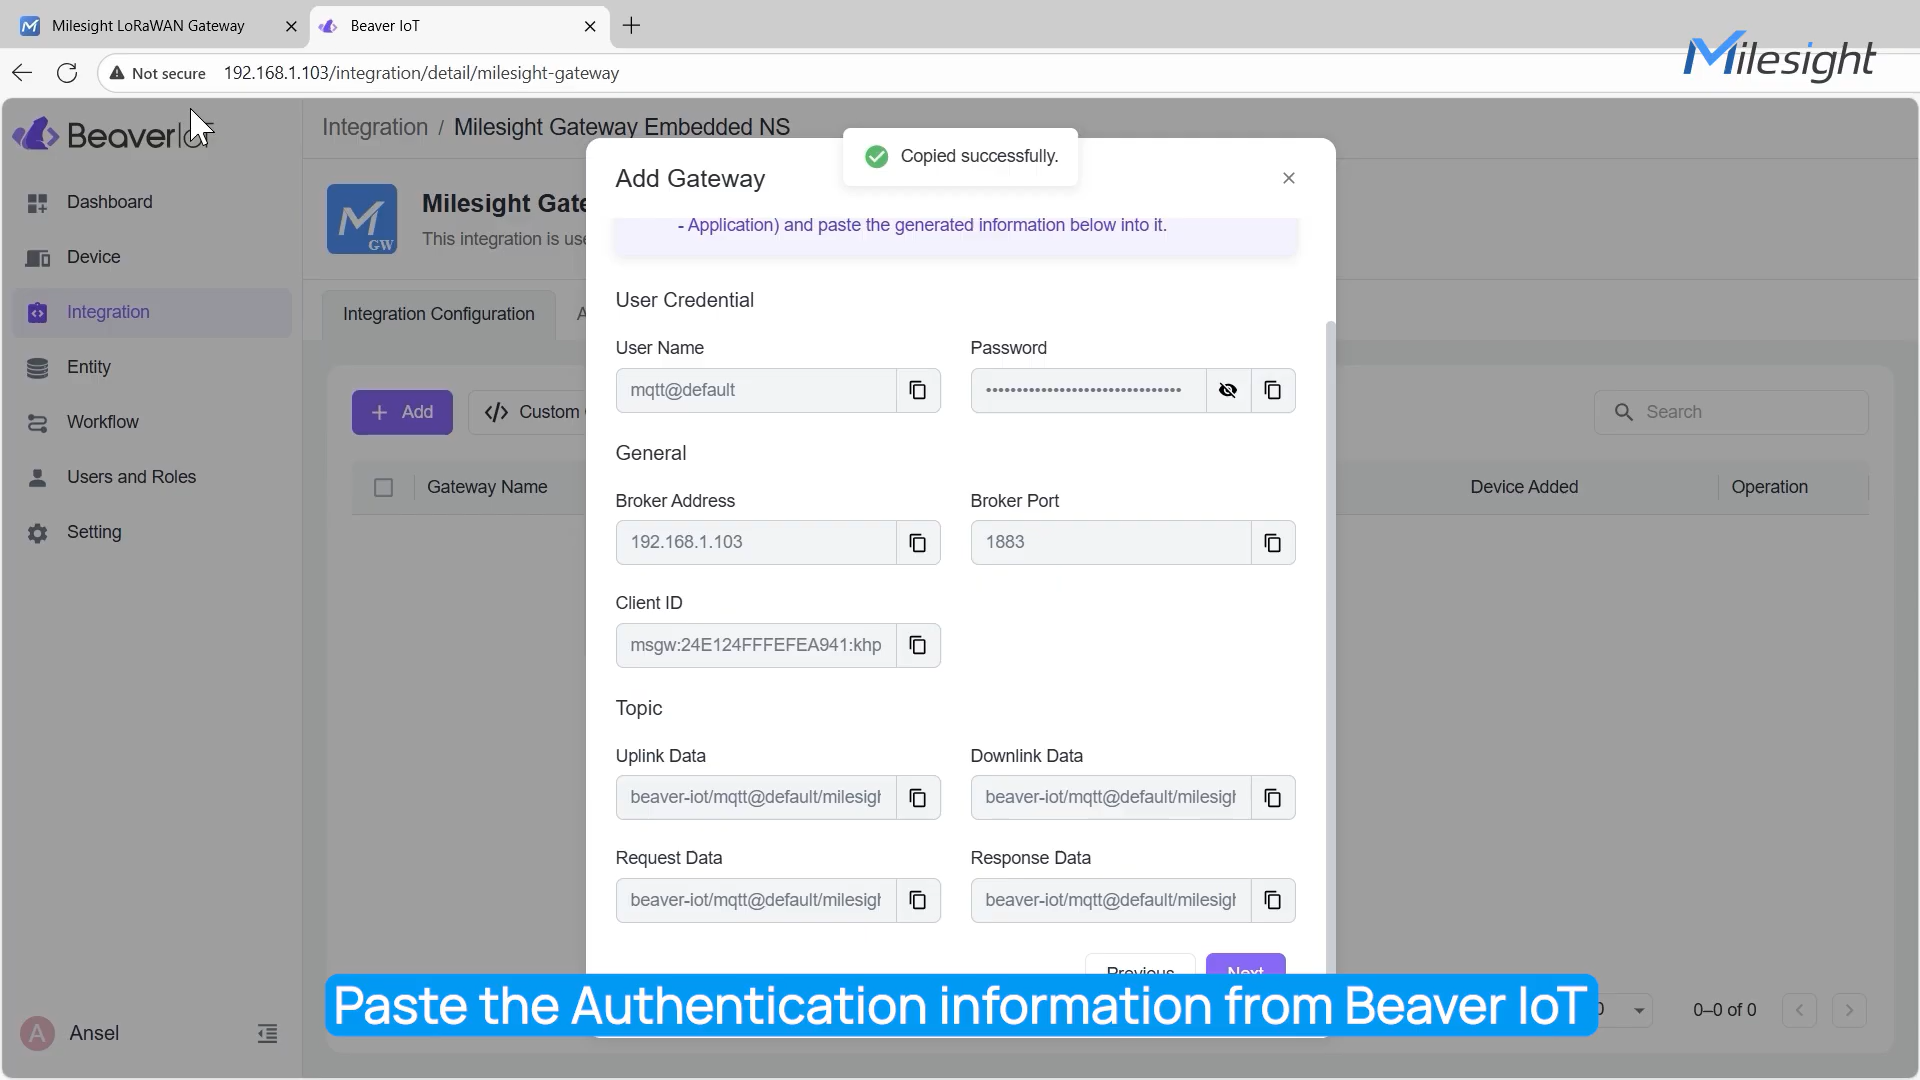 Milesight LoRaWAN Gateway
Beaver IoT
Not secure
192.168.1.103/integration/detail/milesight-gateway
Milesight
BeaverIoT
Integration / Milesight Gateway Embedded NS
Copied successfully.
Add Gateway
Dashboard
Milesight Gate
GW
This integration is use
- Application) and paste the generated information below into it.
Device
Integration
Integration Configuration
User Credential
User Name
Password
Entity
mqtt@default
••••••••••••••••••••••••••••••••
Add
Custom
Search
Workflow
General
Users and Roles
Gateway Name
Device Added
Operation
Broker Address
Broker Port
Setting
192.168.1.103
1883
Client ID
msgw:24E124FFFEFEA941:khp
Topic
Uplink Data
Downlink Data
beaver-iot/mqtt@default/milesigh
beaver-iot/mqtt@default/milesigh
Request Data
Response Data
beaver-iot/mqtt@default/milesigh
beaver-iot/mqtt@default/milesigh
Previous
Next
Paste the Authentication information from Beaver IoT
0–0 of 0
A
Ansel